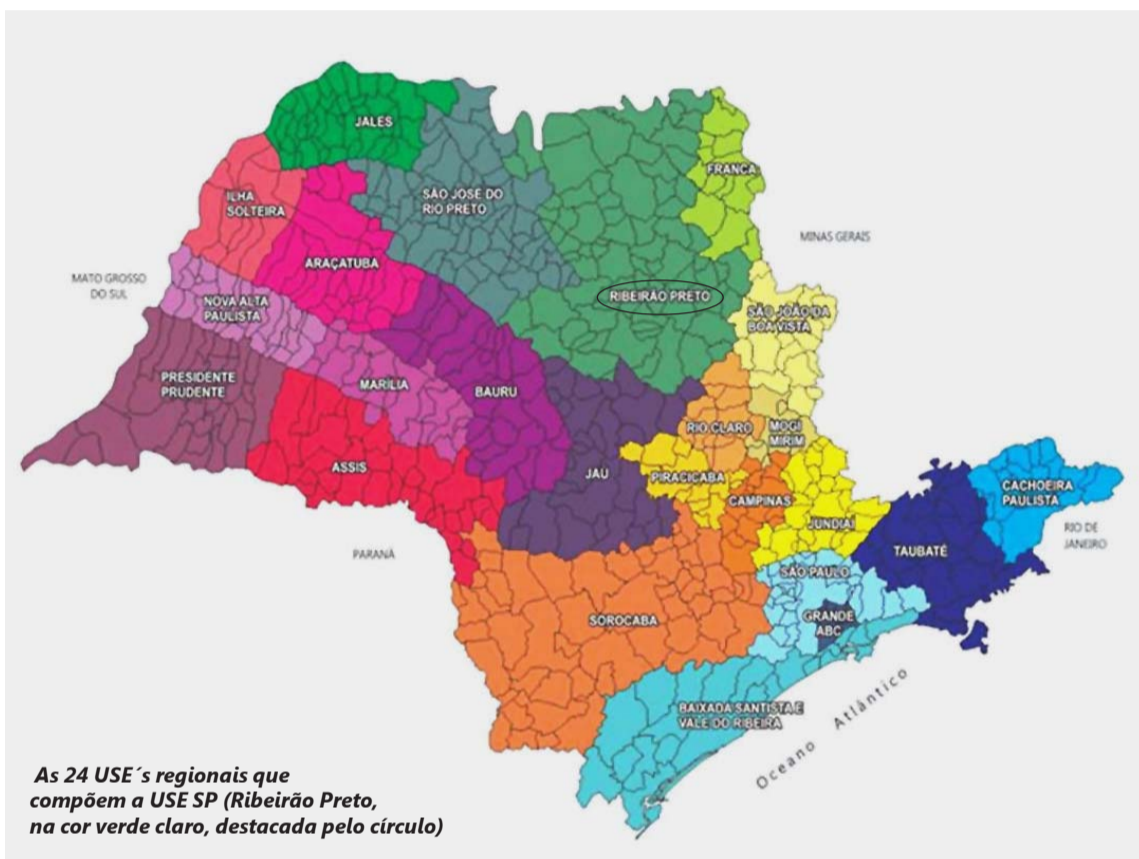 JALES
FRANCA
ILHA
SOLTEIRA
SÃO JOSÉ DO
RIO PRETO
MINAS GERAIS
ARAÇATUBA
MATO GROSSO
DO SUL
NOVA ALTA
PAULISTA
RIBEIRÃO PRETO
SÃO JOÃO DA
BOA VISTA
PRESIDENTE
PRUDENTE
MARÍLIA
BAURU
RIO CLARO
MOGI
MIRIM
ASSIS
JAÚ
PIRACICABA
CAMPINAS
CACHOEIRA
PAULISTA
JUNDIAÍ
RIO DE
JANEIRO
PARANÁ
TAUBATÉ
SÃO PAULO
SOROCABA
GRANDE
ABC
BAIXADA SANTISTA E
VALE DO RIBEIRA
Oceano Atlântico
As 24 USE´s regionais que
compõem a USE SP (Ribeirão Preto,
na cor verde claro, destacada pelo círculo)